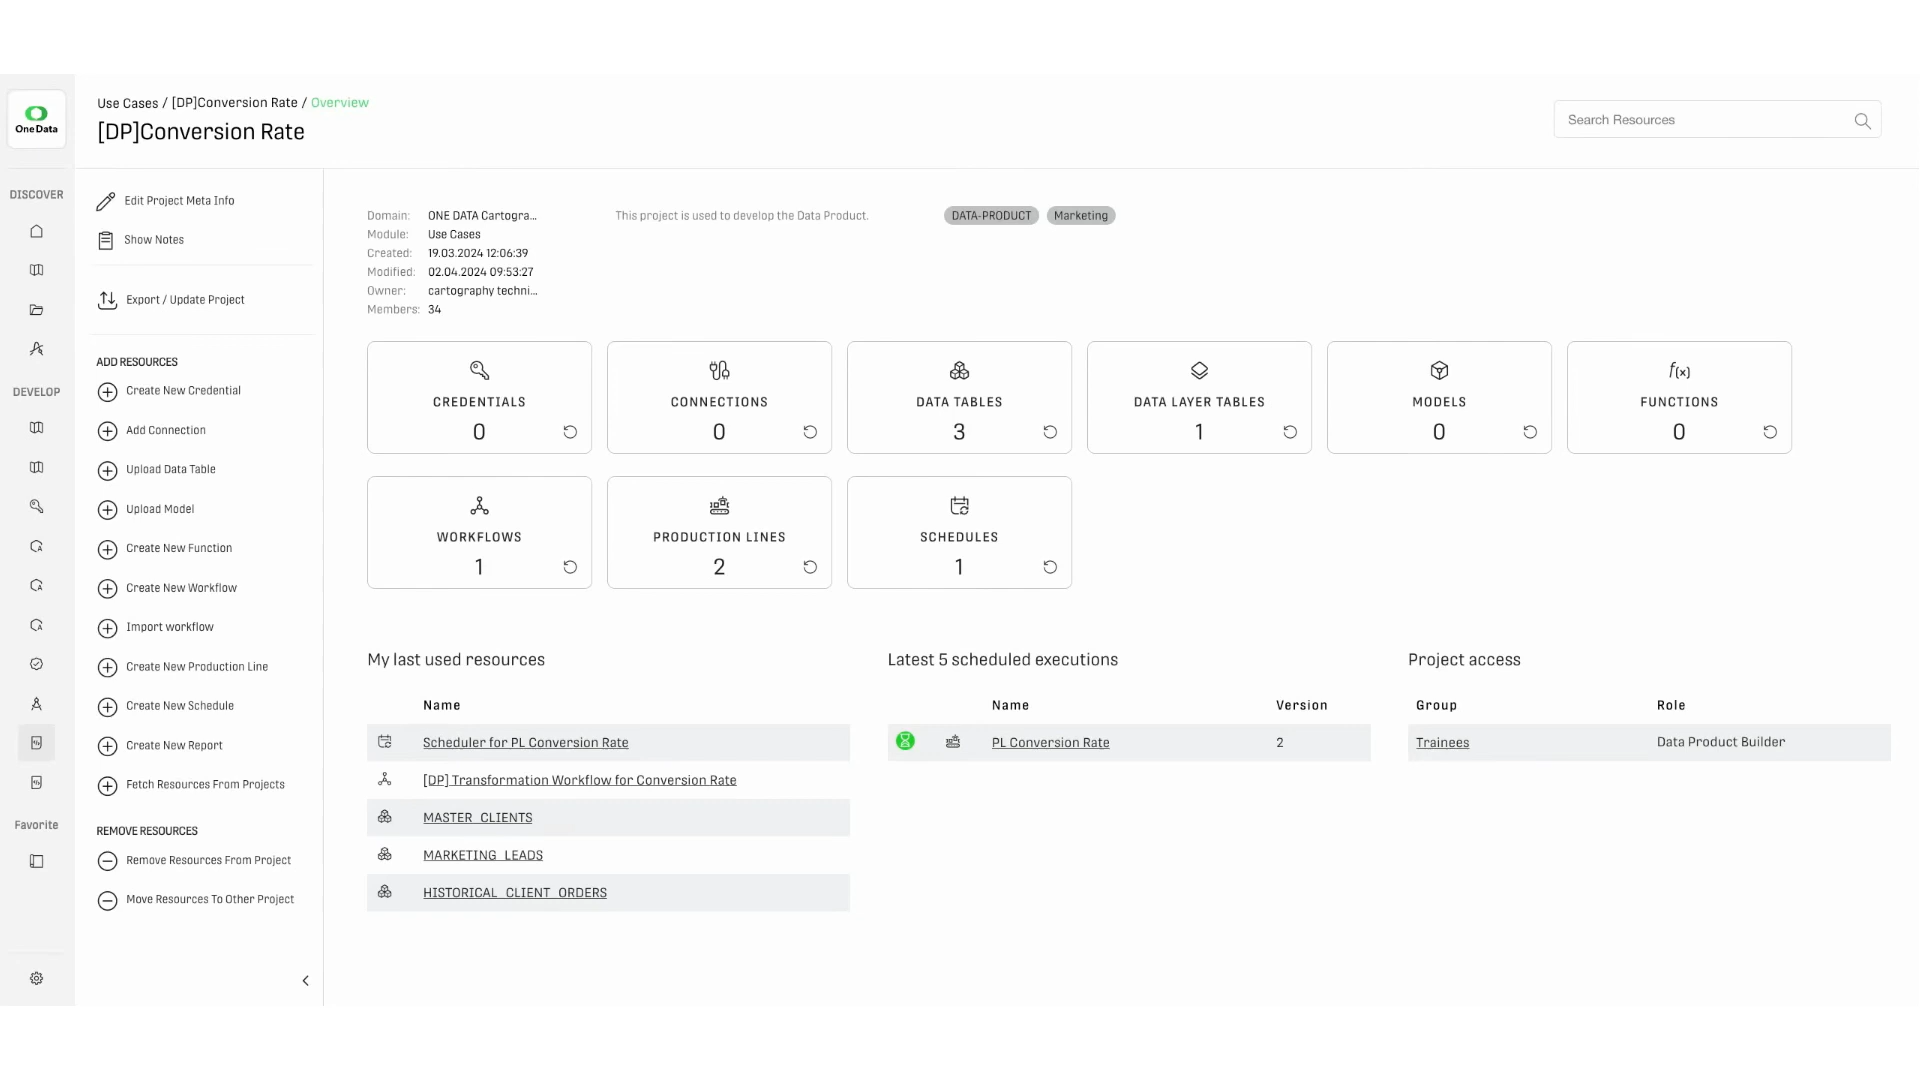 OneData
Use Cases / [DP]Conversion Rate / Overview
[DP]Conversion Rate
Search Resources
DISCOVER
DEVELOP
Favorite
Edit Project Meta Info
Show Notes
Export / Update Project
ADD RESOURCES
Create New Credential
Add Connection
Upload Data Table
Upload Model
Create New Function
Create New Workflow
Import workflow
Create New Production Line
Create New Schedule
Create New Report
Fetch Resources From Projects
REMOVE RESOURCES
Remove Resources From Project
Move Resources To Other Project
Domain: ONE DATA Cartogra...
Module: Use Cases
Created: 19.03.2024 12:06:39
Modified: 02.04.2024 09:53:27
Owner: cartography techni...
Members: 34
This project is used to develop the Data Product.
DATA-PRODUCT Marketing
CREDENTIALS
0
CONNECTIONS
0
DATA TABLES
3
DATA LAYER TABLES
1
MODELS
0
f(x)
FUNCTIONS
0
WORKFLOWS
1
PRODUCTION LINES
2
SCHEDULES
1
My last used resources
Name
Scheduler for PL Conversion Rate
[DP] Transformation Workflow for Conversion Rate
MASTER_CLIENTS
MARKETING_LEADS
HISTORICAL_CLIENT_ORDERS
Latest 5 scheduled executions
Name Version
PL Conversion Rate 2
Project access
Group Role
Trainees Data Product Builder